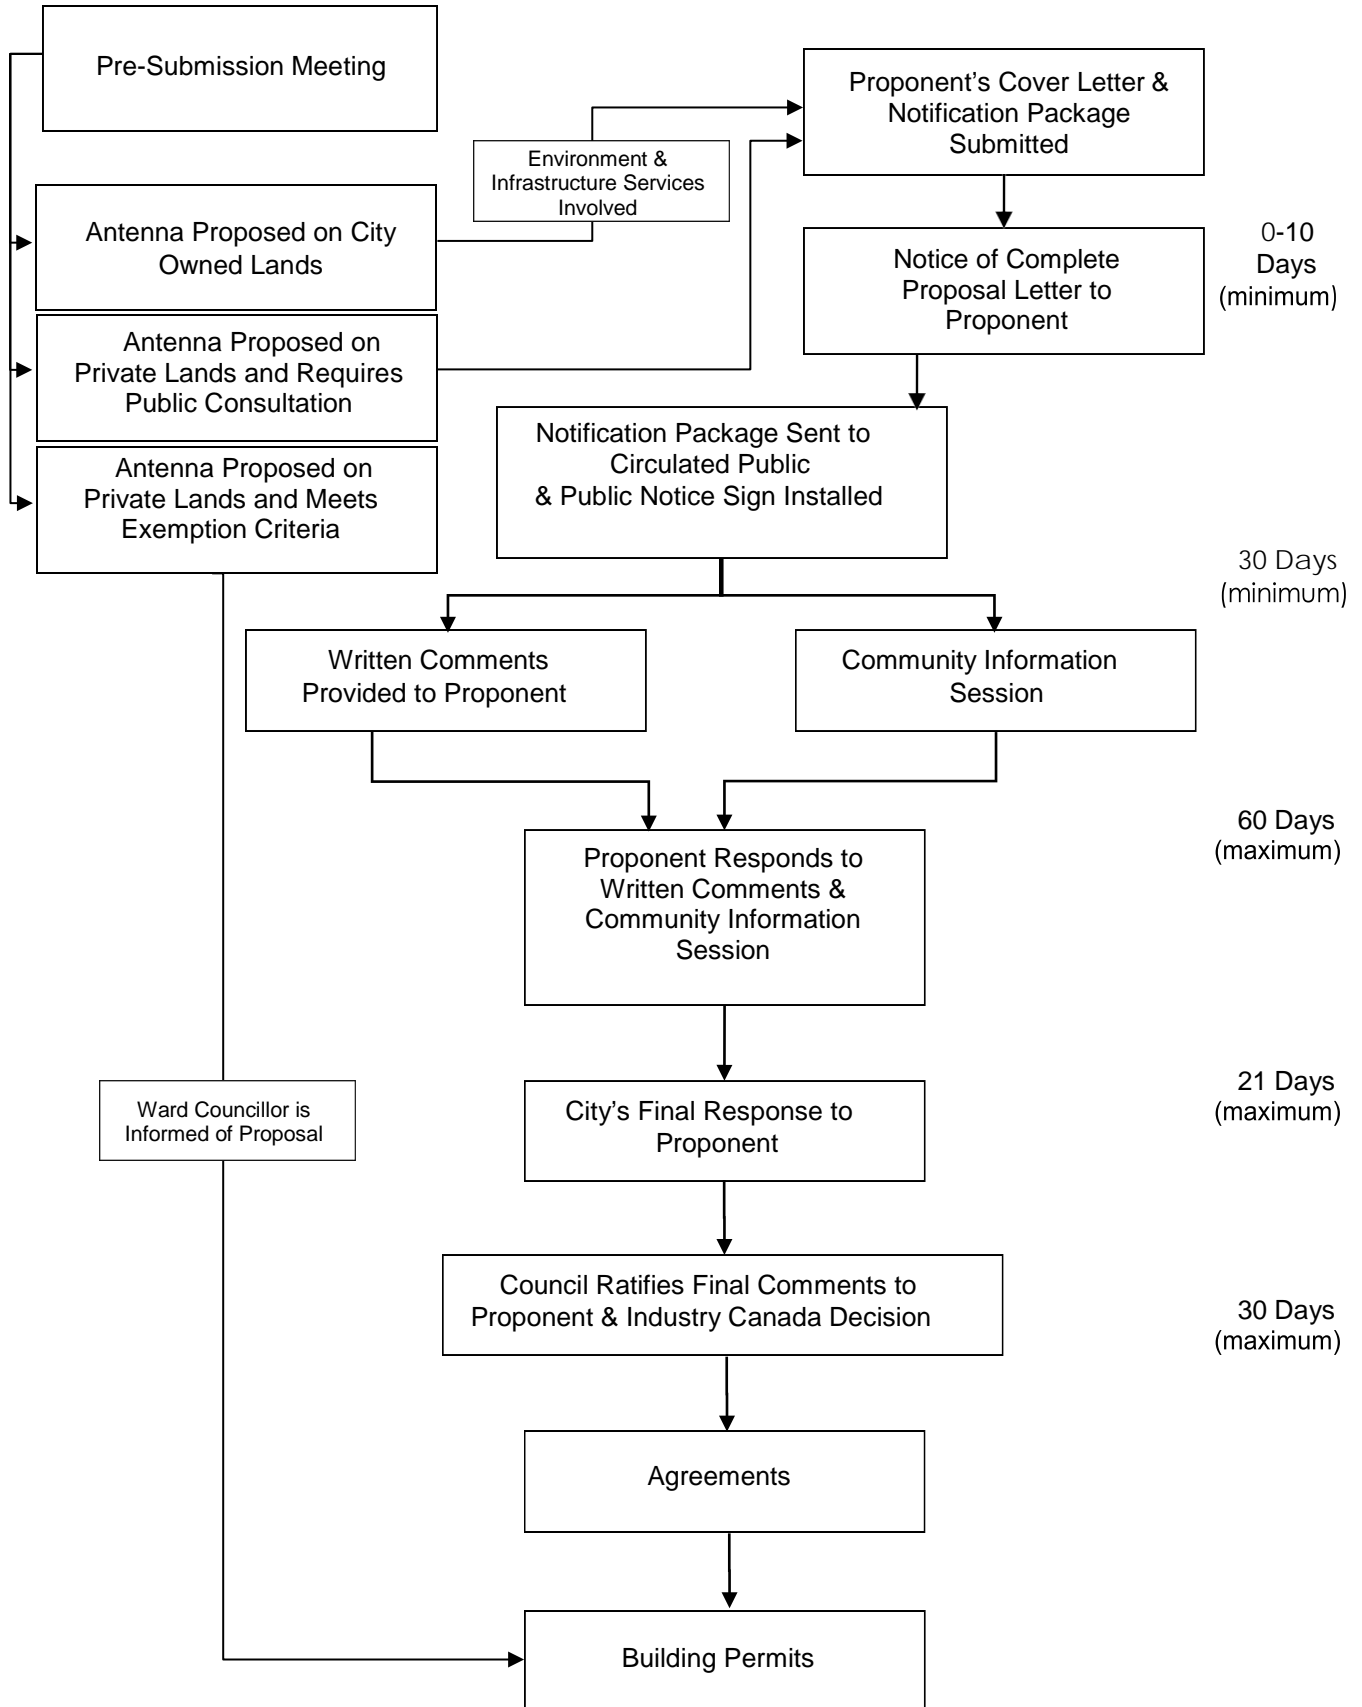 Pre-Submission Meeting
Proponent’s Cover Letter &
Notification Package
Submitted
Environment &
Infrastructure Services
Involved
Antenna Proposed on City
Owned Lands
Notice of Complete
Proposal Letter to
Proponent
0-10
Days
(minimum)
Antenna Proposed on
Private Lands and Requires
Public Consultation
Notification Package Sent to
Circulated Public
& Public Notice Sign Installed
Antenna Proposed on
Private Lands and Meets
Exemption Criteria
30 Days
(minimum)
Written Comments
Provided to Proponent
Community Information
Session
60 Days
(maximum)
Proponent Responds to
Written Comments &
Community Information
Session
21 Days
(maximum)
Ward Councillor is
Informed of Proposal
City’s Final Response to
Proponent
Council Ratifies Final Comments to
Proponent & Industry Canada Decision
30 Days
(maximum)
Agreements
Building Permits